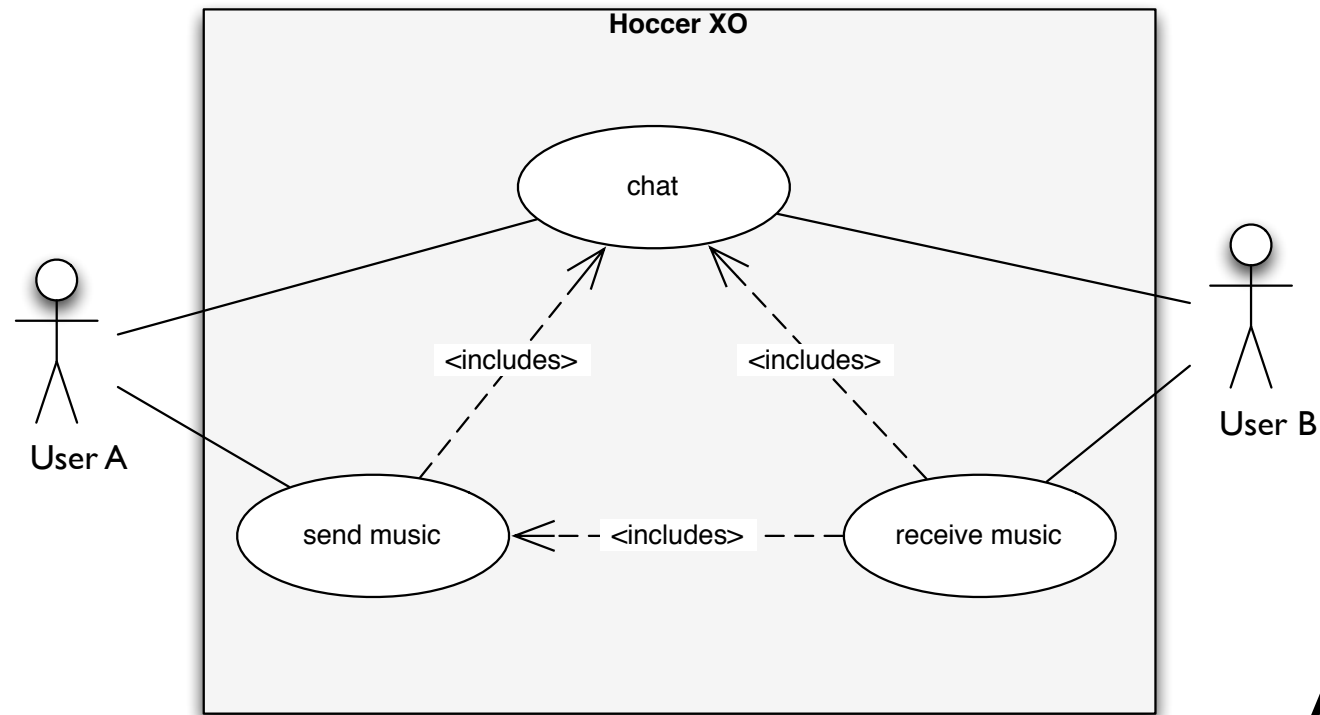 Hoccer XO
chat
<includes>
<includes>
User A
User B
send music
<includes>
receive music